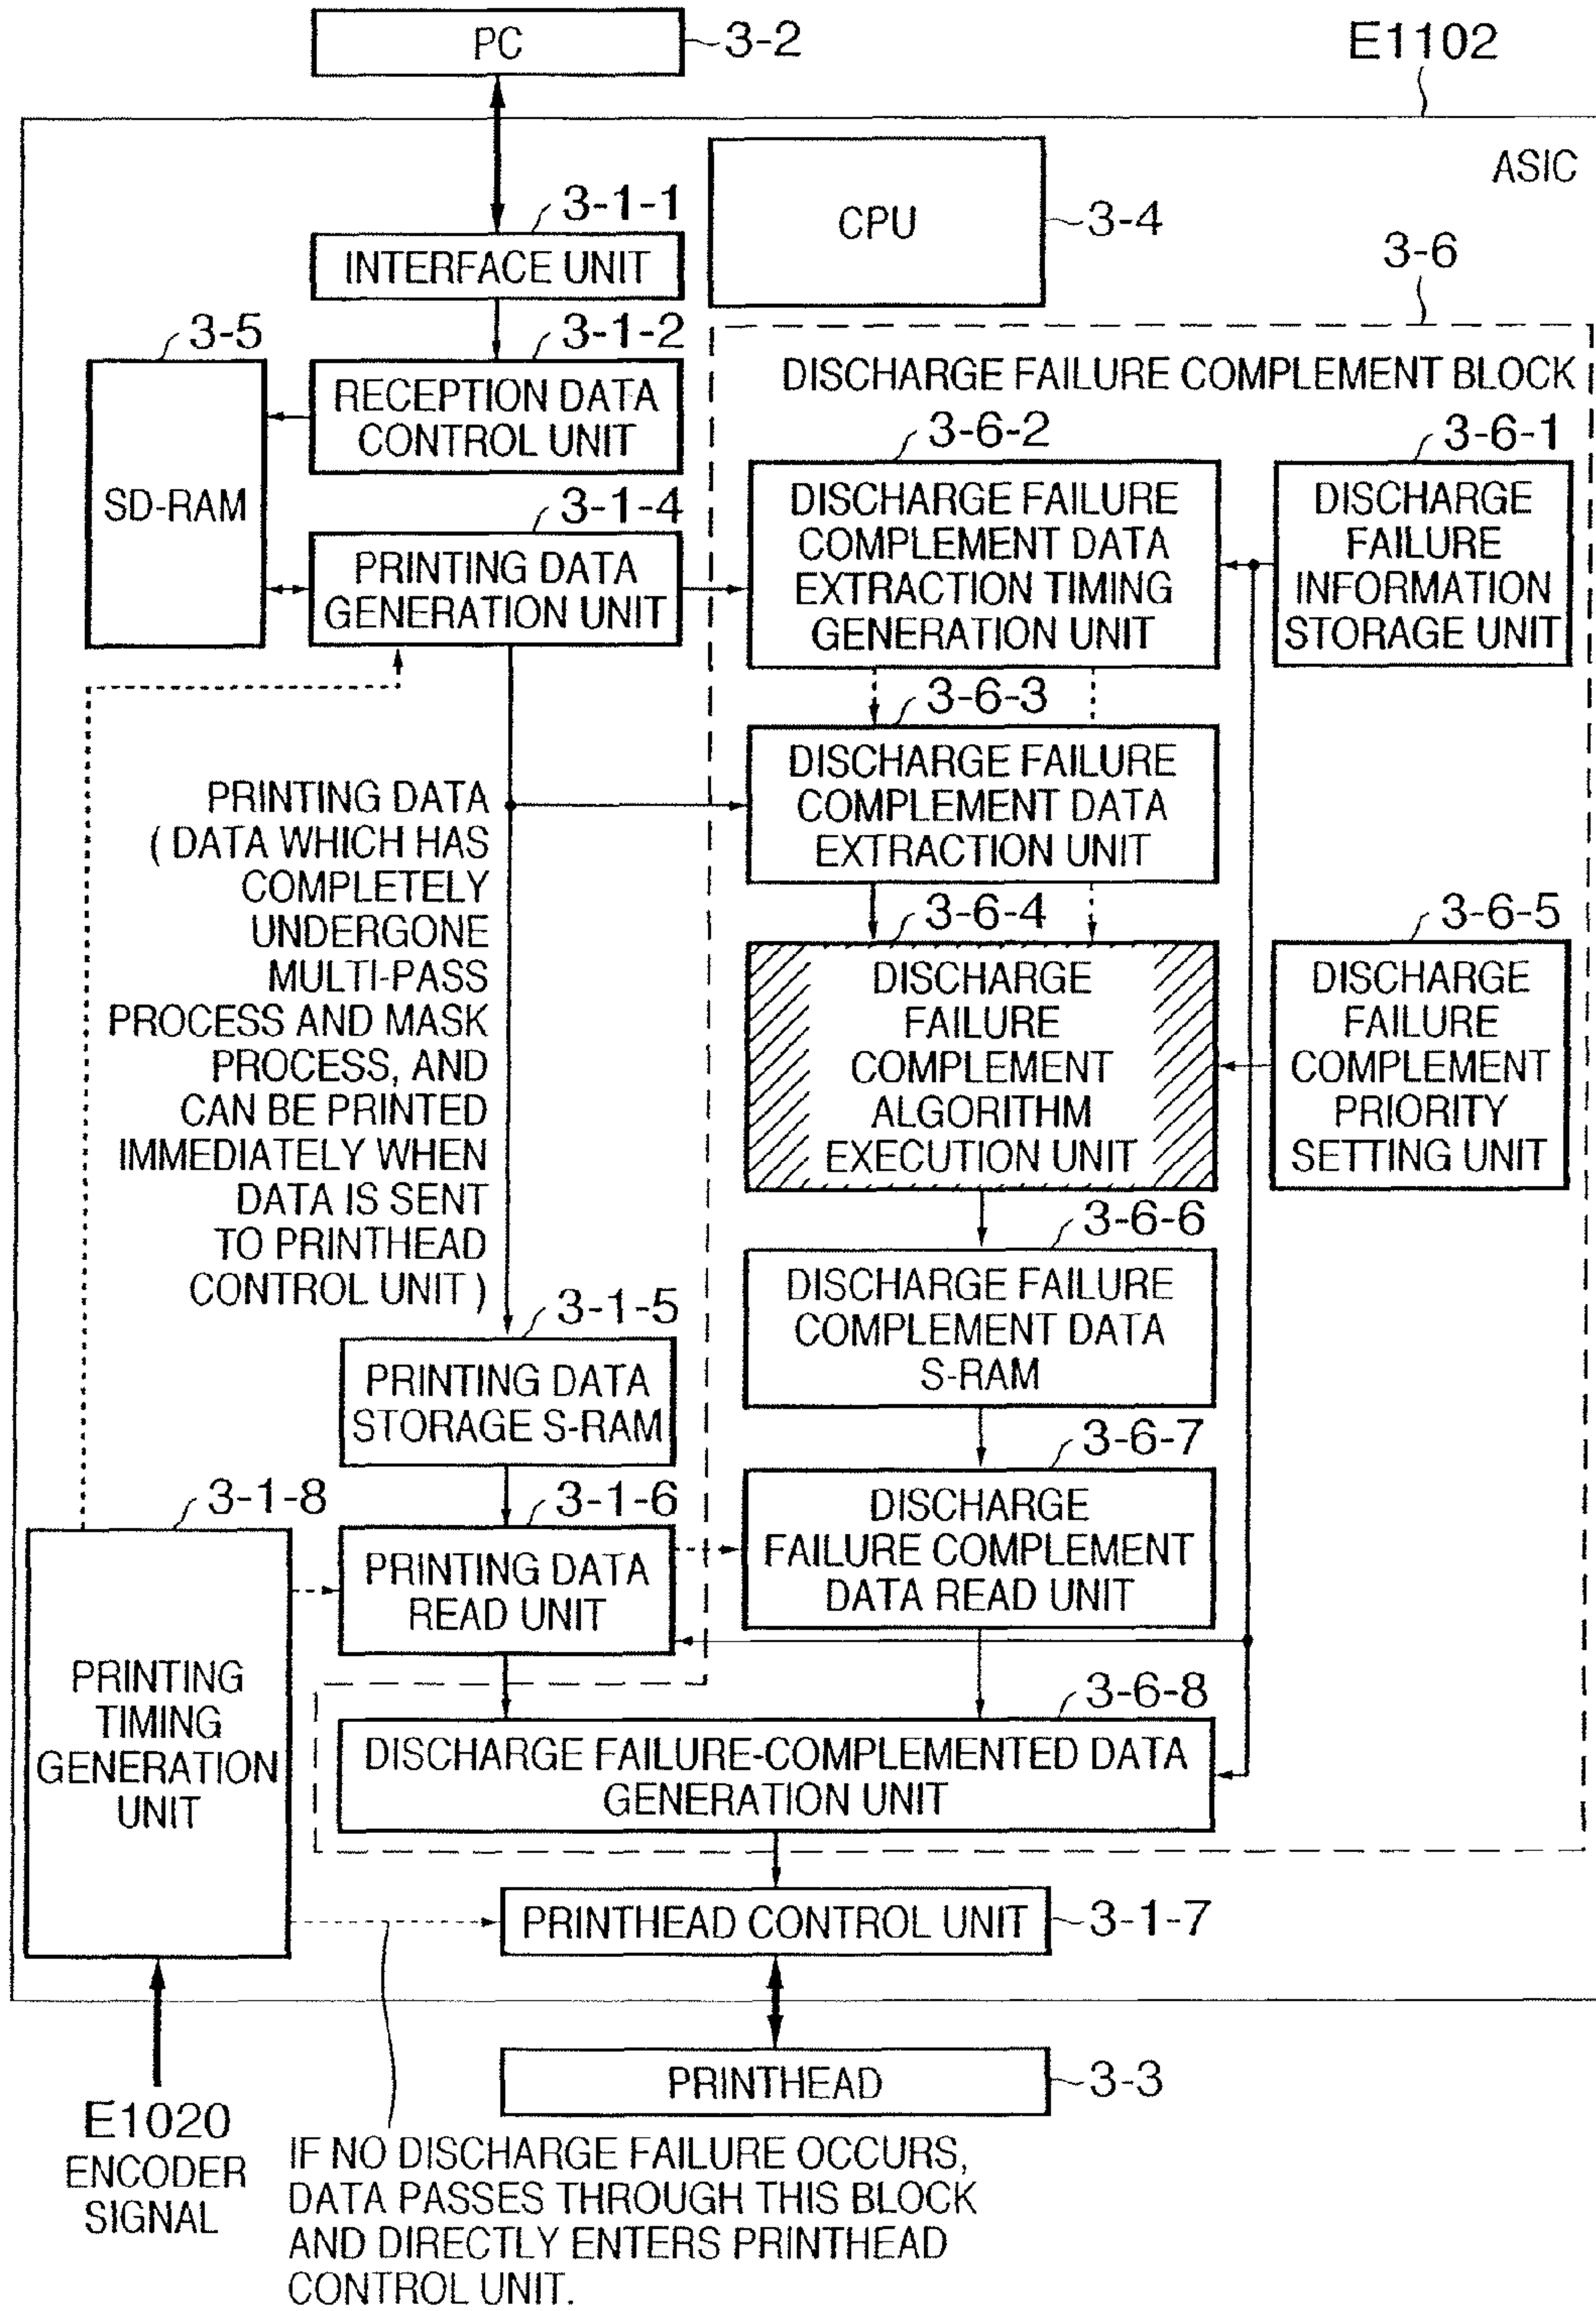 PC
3-2
E1102
ASIC
CPU
3-4
3-1-1
INTERFACE UNIT
3-6
3-5
SD-RAM
3-1-2
RECEPTION DATA
CONTROL UNIT
DISCHARGE FAILURE COMPLEMENT BLOCK
3-6-2
DISCHARGE FAILURE
COMPLEMENT DATA
EXTRACTION TIMING
GENERATION UNIT
3-6-1
DISCHARGE
FAILURE
INFORMATION
STORAGE UNIT
3-1-4
PRINTING DATA
GENERATION UNIT
3-6-3
DISCHARGE FAILURE
COMPLEMENT DATA
EXTRACTION UNIT
PRINTING DATA
( DATA WHICH HAS
COMPLETELY
UNDERGONE
MULTI-PASS
PROCESS AND MASK
PROCESS, AND
CAN BE PRINTED
IMMEDIATELY WHEN
DATA IS SENT
TO PRINTHEAD
CONTROL UNIT )
3-6-4
DISCHARGE
FAILURE
COMPLEMENT
ALGORITHM
EXECUTION UNIT
3-6-5
DISCHARGE
FAILURE
COMPLEMENT
PRIORITY
SETTING UNIT
3-6-6
DISCHARGE FAILURE
COMPLEMENT DATA
S-RAM
3-1-5
PRINTING DATA
STORAGE S-RAM
3-6-7
DISCHARGE
FAILURE COMPLEMENT
DATA READ UNIT
3-1-8
PRINTING
TIMING
GENERATION
UNIT
3-1-6
PRINTING DATA
READ UNIT
3-6-8
DISCHARGE FAILURE-COMPLEMENTED DATA
GENERATION UNIT
PRINTHEAD CONTROL UNIT
3-1-7
PRINTHEAD
3-3
E1020
ENCODER
SIGNAL
IF NO DISCHARGE FAILURE OCCURS,
DATA PASSES THROUGH THIS BLOCK
AND DIRECTLY ENTERS PRINTHEAD
CONTROL UNIT.